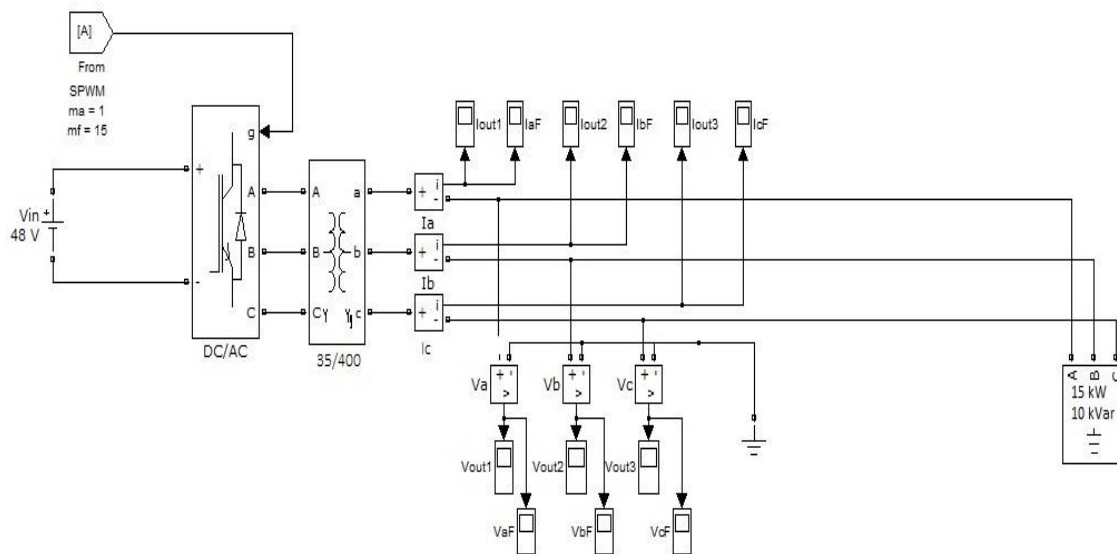 [A]
From
SPWM
ma = 1
mf = 15
g
Iout1
IaF
Iout2
IbF
Iout3
IcF
+
A
A
a
+
i
-
Ia
Vin
+
48 V
B
B
b
+
i
-
Ib
-
C
C
Y
Y
c
+
i
-
Ic
DC/AC
35/400
Va
+ -
v
Vb
+ -
v
Vc
+ -
v
A
B
C
15 kW
10 kVar
Vout1
Vout2
Vout3
VaF
VbF
VcF